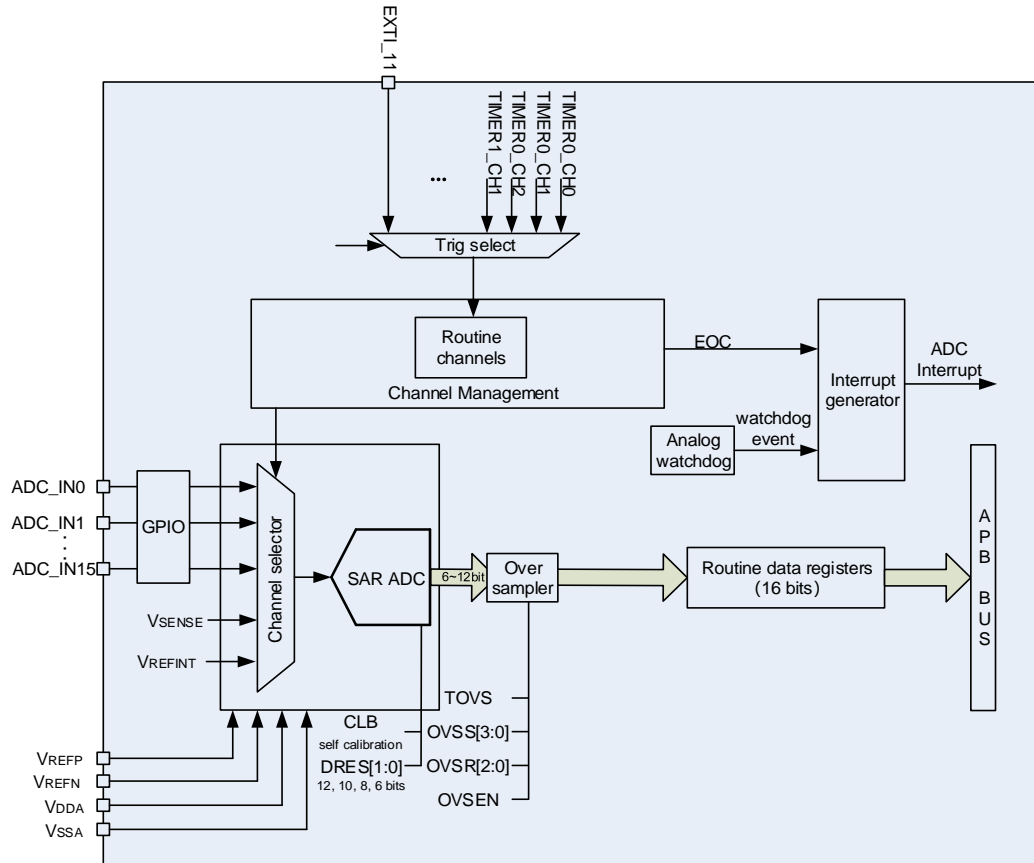 EXTI_11
TIMER1_CH1
TIMER0_CH2
TIMER0_CH1
TIMER0_CH0
...
Trig select
Routine
channels
Channel Management
EOC
Interrupt
generator
ADC
Interrupt
Analog
watchdog
watchdog
event
ADC_IN0
ADC_IN1
ADC_IN15
GPIO
VSENSE
VREFINT
Channel selector
SAR ADC
6~12bit
Over
sampler
Routine data registers
(16 bits)
APB BUS
CLB
self calibration
DRES[1:0]
12, 10, 8, 6 bits
TOVS
OVSS[3:0]
OVSR[2:0]
OVSEN
VREFP
VREFN
VDDA
VSSA